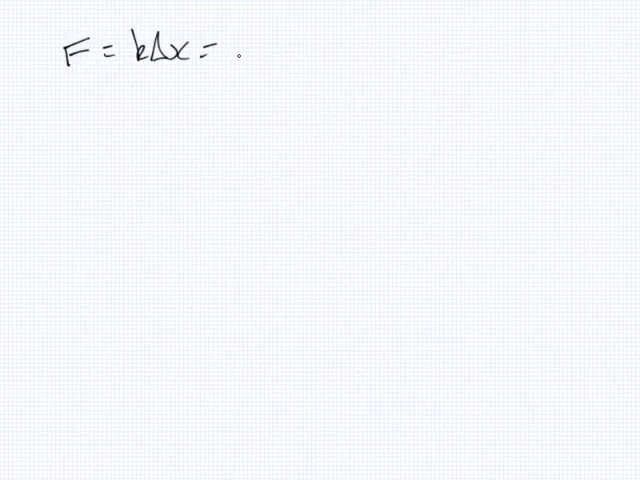 F = kΔx =